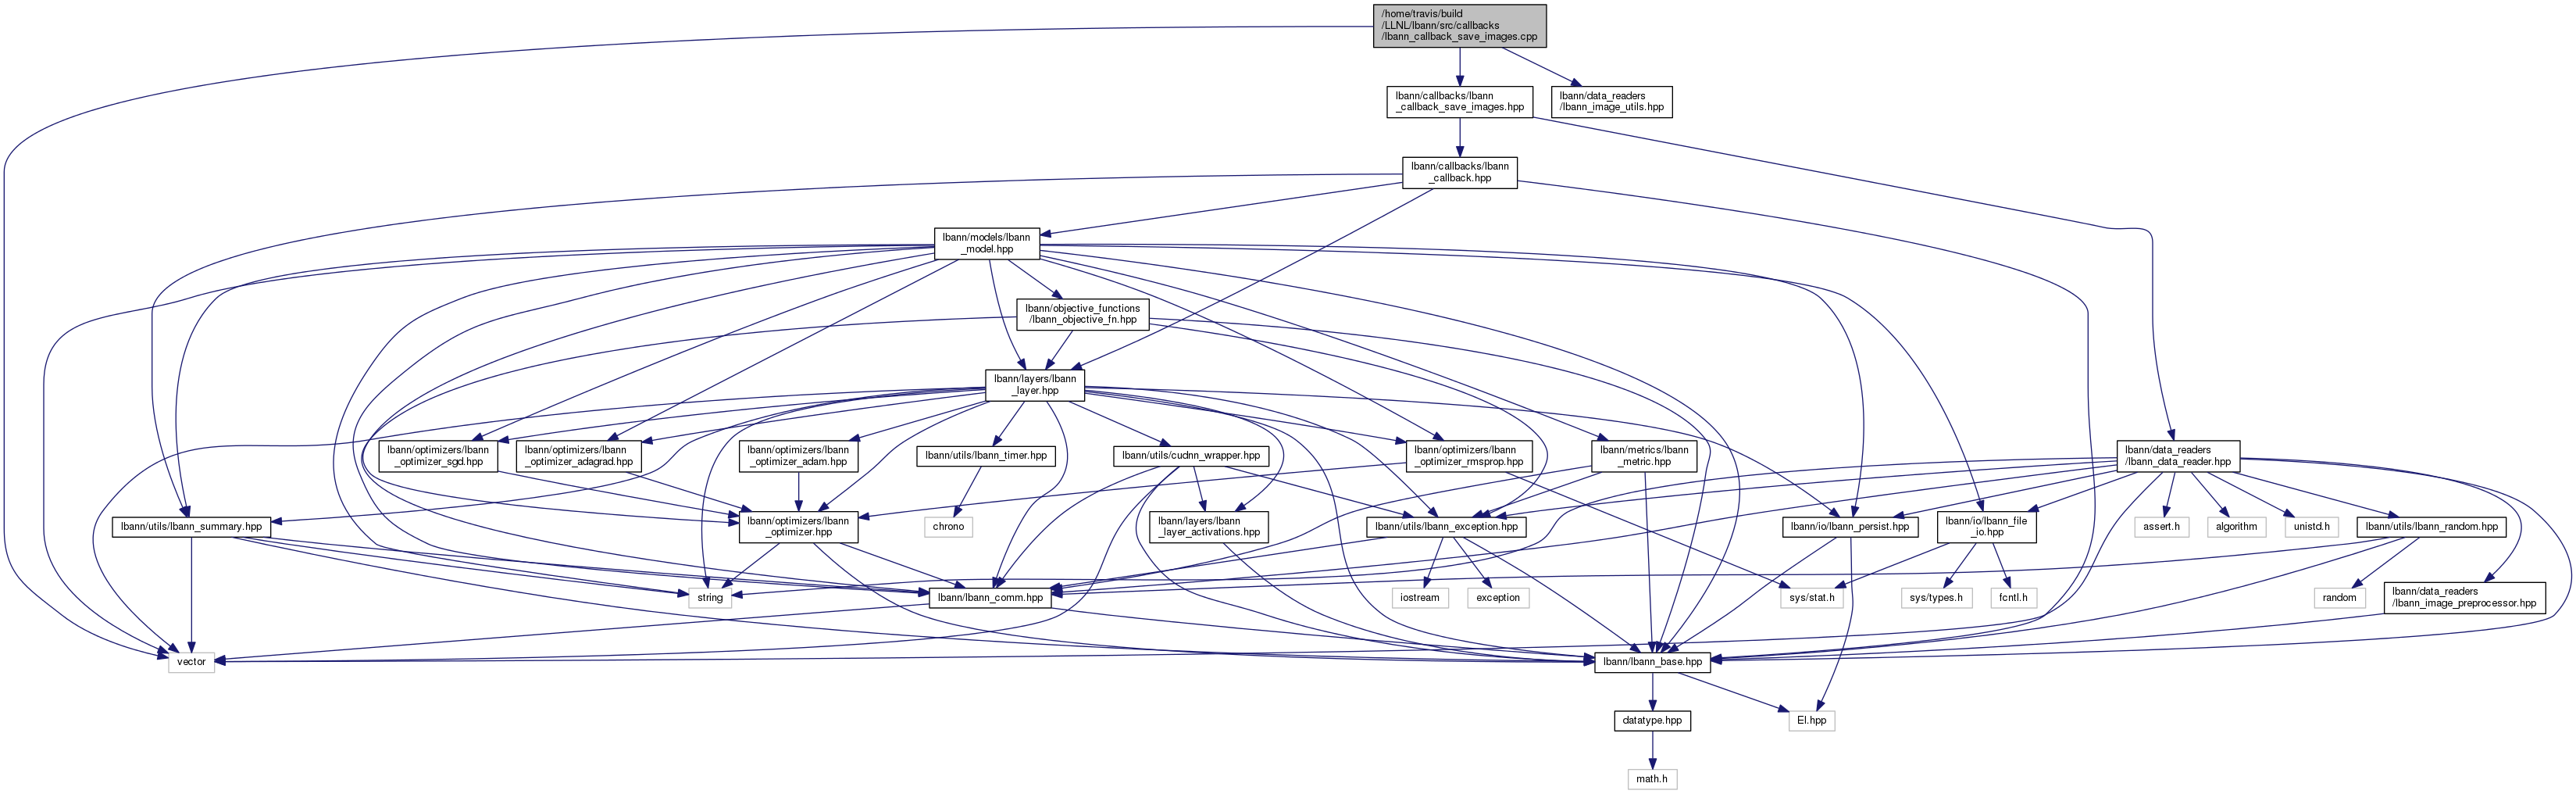 /home/travis/build
/LLNL/lbann/src/callbacks
/lbann_callback_save_images.cpp
lbann/callbacks/lbann
_callback_save_images.hpp
lbann/data_readers
/lbann_image_utils.hpp
lbann/callbacks/lbann
_callback.hpp
lbann/models/lbann
_model.hpp
lbann/objective_functions
/lbann_objective_fn.hpp
lbann/layers/lbann
_layer.hpp
lbann/optimizers/lbann
_optimizer_sgd.hpp
lbann/optimizers/lbann
_optimizer_adagrad.hpp
lbann/optimizers/lbann
_optimizer_adam.hpp
lbann/utils/lbann_timer.hpp
lbann/utils/cudnn_wrapper.hpp
lbann/optimizers/lbann
_optimizer_rmsprop.hpp
lbann/metrics/lbann
_metric.hpp
lbann/data_readers
/lbann_data_reader.hpp
lbann/utils/lbann_summary.hpp
lbann/optimizers/lbann
_optimizer.hpp
chrono
lbann/layers/lbann
_layer_activations.hpp
lbann/utils/lbann_exception.hpp
lbann/io/lbann_persist.hpp
lbann/io/lbann_file
_io.hpp
assert.h
algorithm
unistd.h
lbann/utils/lbann_random.hpp
string
lbann/lbann_comm.hpp
iostream
exception
sys/stat.h
sys/types.h
fcntl.h
random
lbann/data_readers
/lbann_image_preprocessor.hpp
vector
lbann/lbann_base.hpp
datatype.hpp
El.hpp
math.h